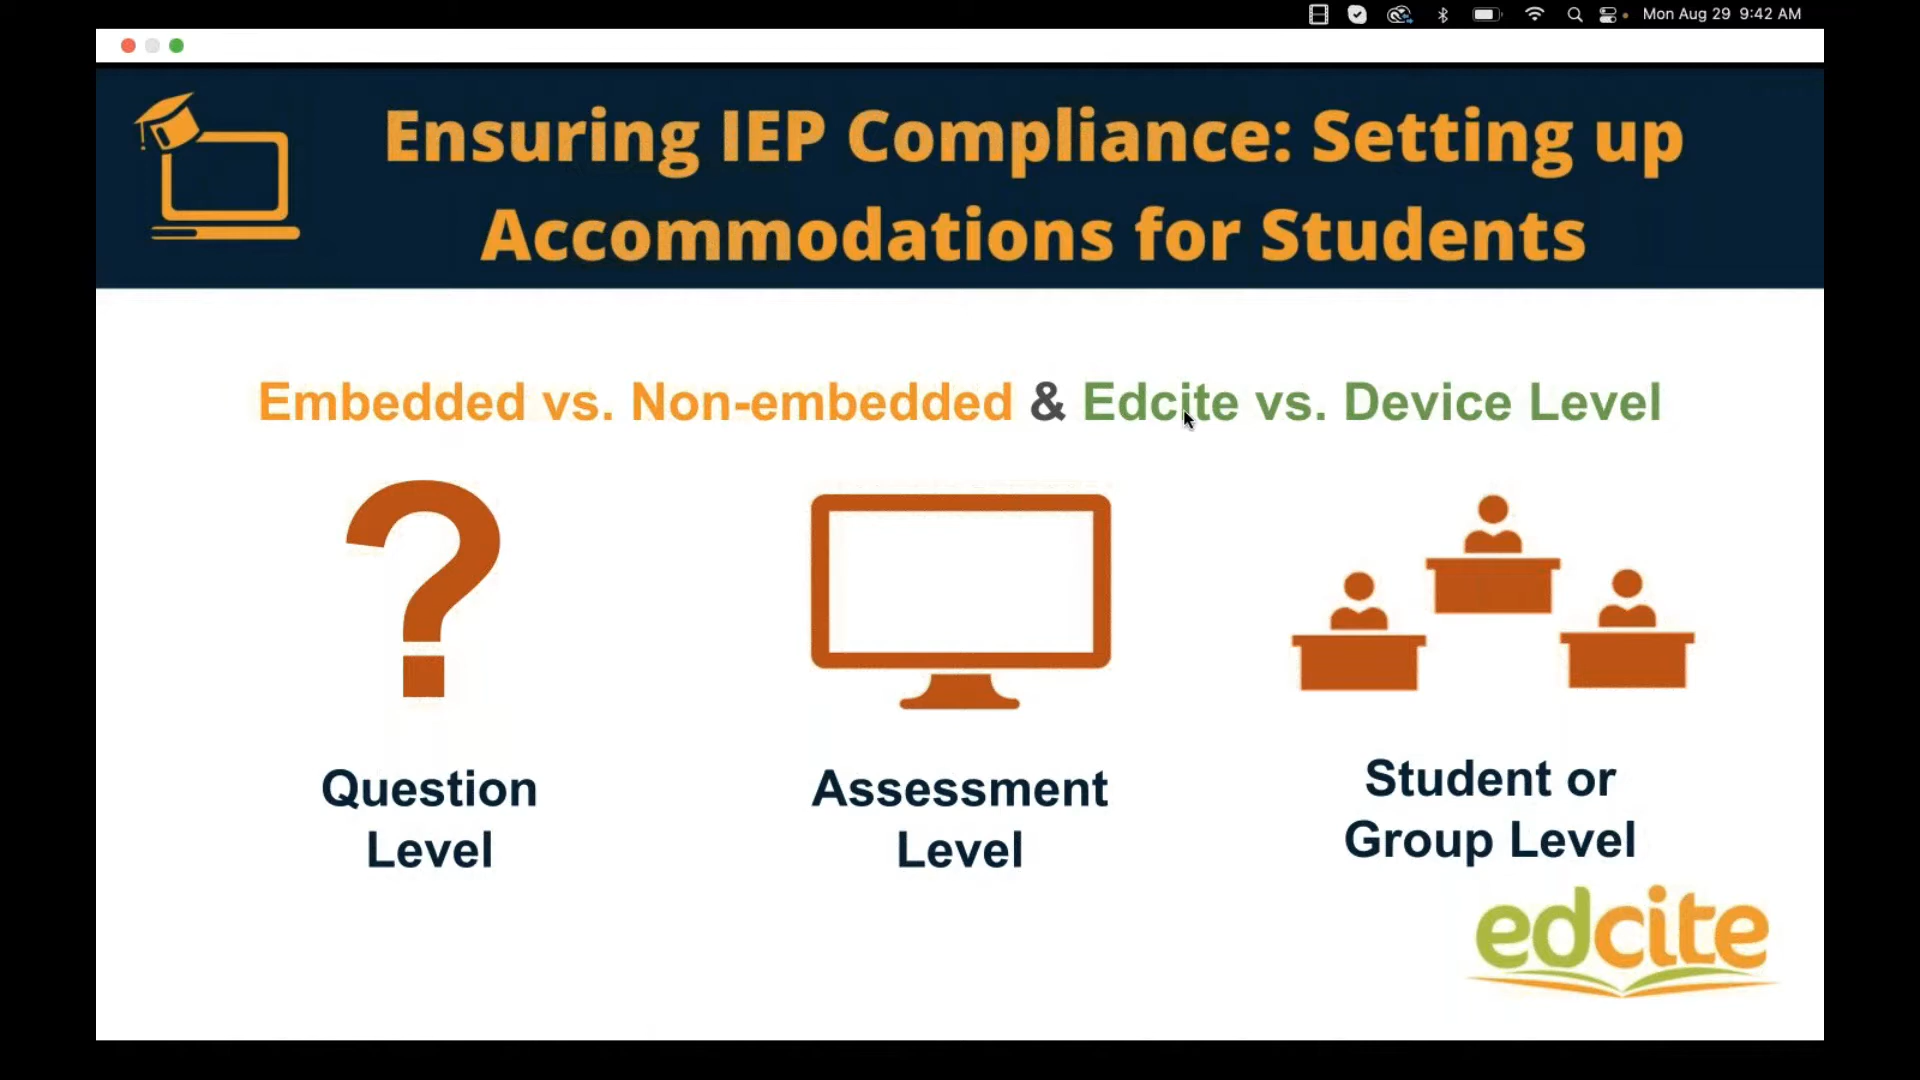 Mon Aug 29 9:42 AM
Ensuring IEP Compliance: Setting up
Accommodations for Students
Embedded vs. Non-embedded & Edcite vs. Device Level
?
Question
Level
Assessment
Level
Student or
Group Level
edcite